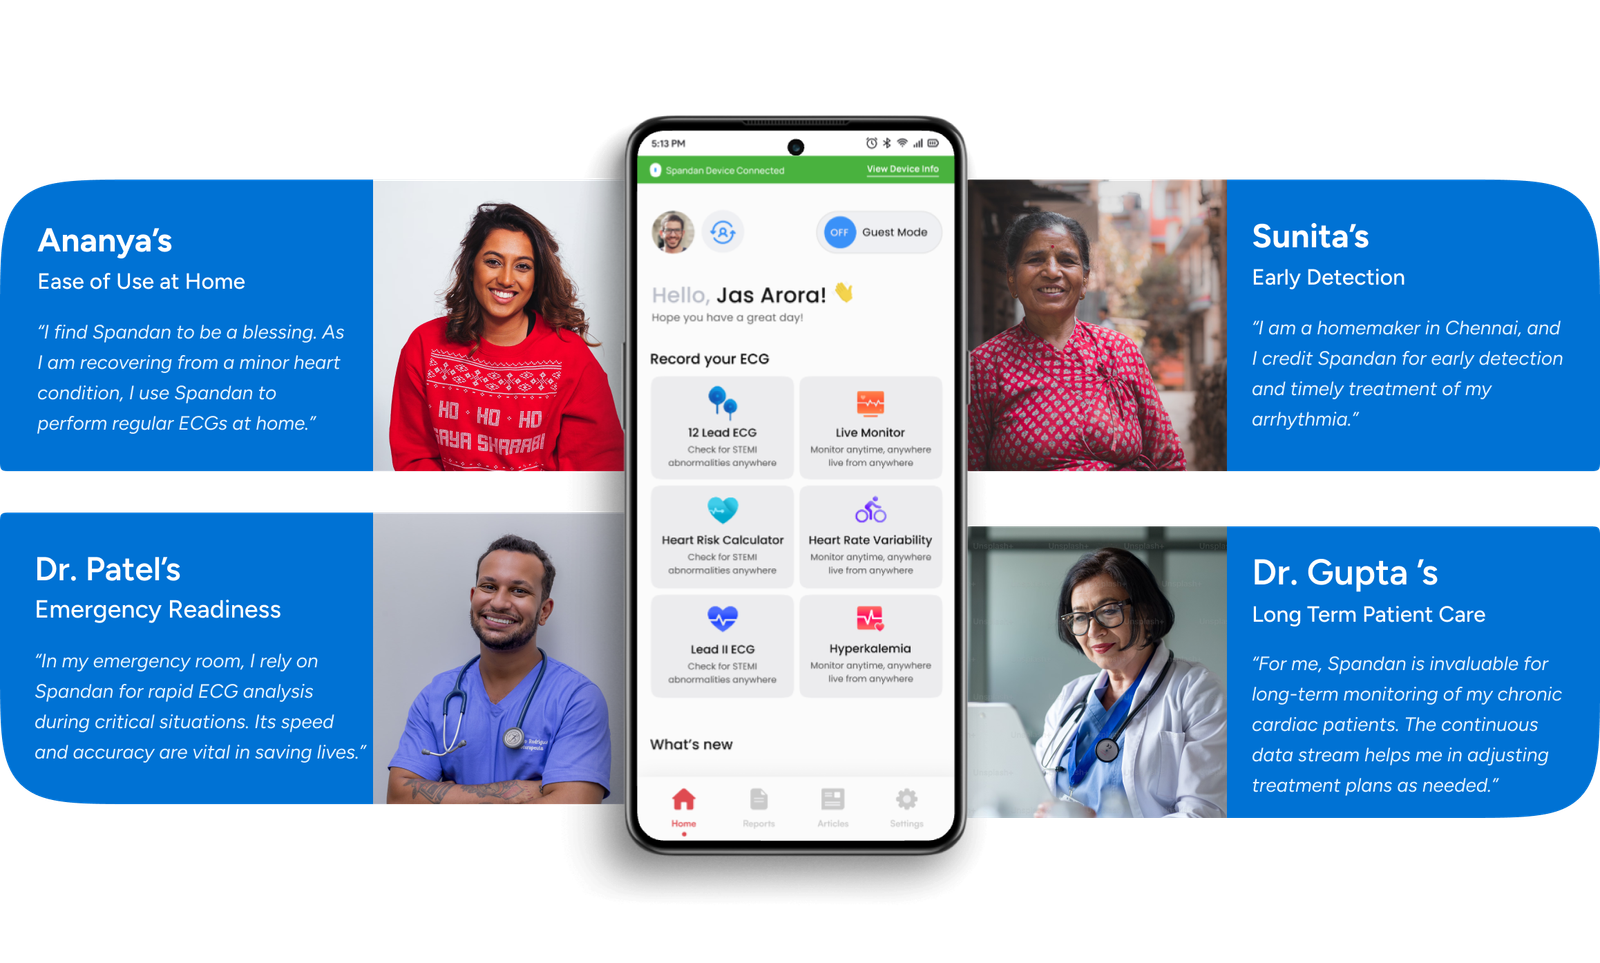 Ananya’s
Ease of Use at Home
“I find Spandan to be a blessing. As
I am recovering from a minor heart
condition, I use Spandan to
perform regular ECGs at home.”
HO · HO · HO
Dr. Patel’s
Emergency Readiness
“In my emergency room, I rely on
Spandan for rapid ECG analysis
during critical situations. Its speed
and accuracy are vital in saving lives.”
5:13 PM
Spandan Device Connected
View Device Info
OFF
Guest Mode
Hello, Jas Arora!
Hope you have a great day!
Record your ECG
12 Lead ECG
Check for STEMI
abnormalities anywhere
Live Monitor
Monitor anytime, anywhere
live from anywhere
Heart Risk Calculator
Check for STEMI
abnormalities anywhere
Heart Rate Variability
Monitor anytime, anywhere
live from anywhere
Lead II ECG
Check for STEMI
abnormalities anywhere
Hyperkalemia
Monitor anytime, anywhere
live from anywhere
What’s new
Home
Reports
Articles
Settings
Sunita’s
Early Detection
“I am a homemaker in Chennai, and
I credit Spandan for early detection
and timely treatment of my
arrhythmia.”
Dr. Gupta ’s
Long Term Patient Care
“For me, Spandan is invaluable for
long-term monitoring of my chronic
cardiac patients. The continuous
data stream helps me in adjusting
treatment plans as needed.”